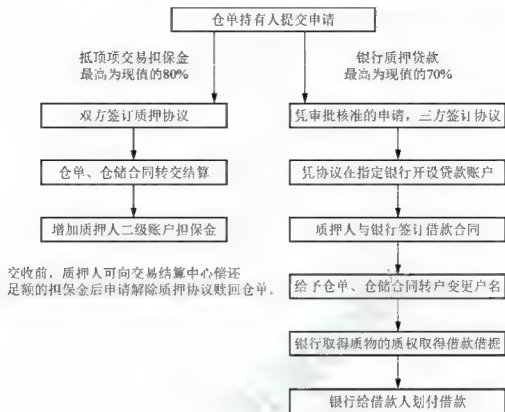 仓单持有人提交申请
抵顶项交易担保金
最高为现值的80%
银行质押贷款
最高为现值的70%
双方签订质押协议
凭审批核准的申请，三方签订协议
仓单、仓储合同转交结算
凭协议在指定银行开设贷款账户
增加质押人二级账户担保金
质押人与银行签订借款合同
交收前，质押人可向交易结算中心偿还
足额的担保金后申请解除质押协议赎回仓单。
给予仓单、仓储合同转户变更户名
银行取得质物的质权取得借款借据
银行给借款人划付借款